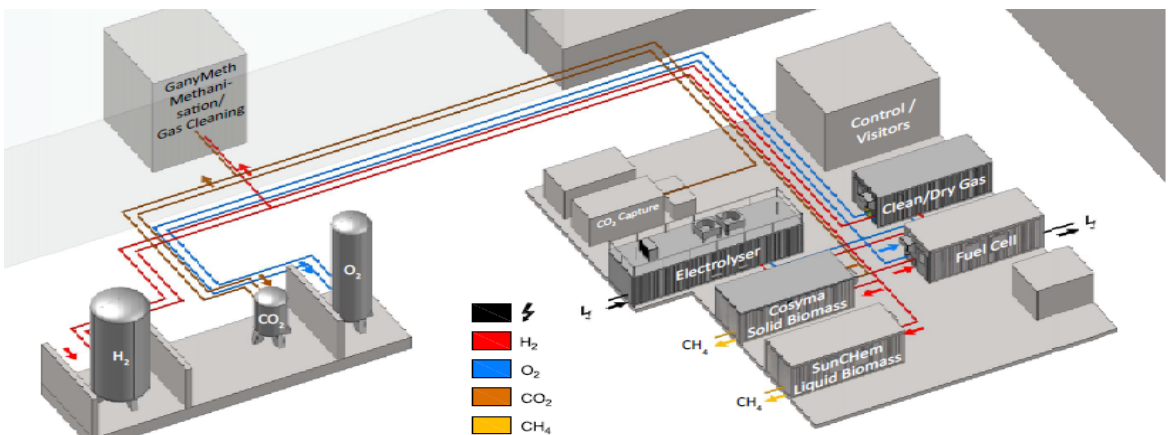 GanyMeth
Methani-
sation/
Gas Cleaning
Control /
Visitors
Clean/Dry Gas
CO₂ Capture
Fuel Cell
Electrolyser
O₂
CO₂
H₂
Cosyma
Solid Biomass
CH₄
SunCHem
Liquid Biomass
CH₄
H₂
O₂
CO₂
CH₄